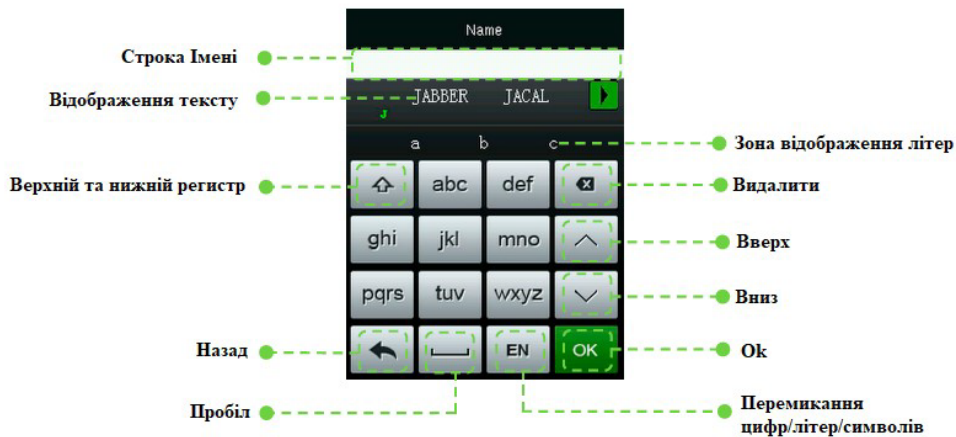 Name
Строка Імені
Відображення тексту
JABBER JACAL
J
a b c
Зона відображення літер
Верхній та нижній регистр
abc def
Видалити
ghi jkl mno
Вверх
pqrs tuv wxyz
Вниз
Назад
EN OK
Ok
Пробіл
Перемикання
цифр/літер/символів